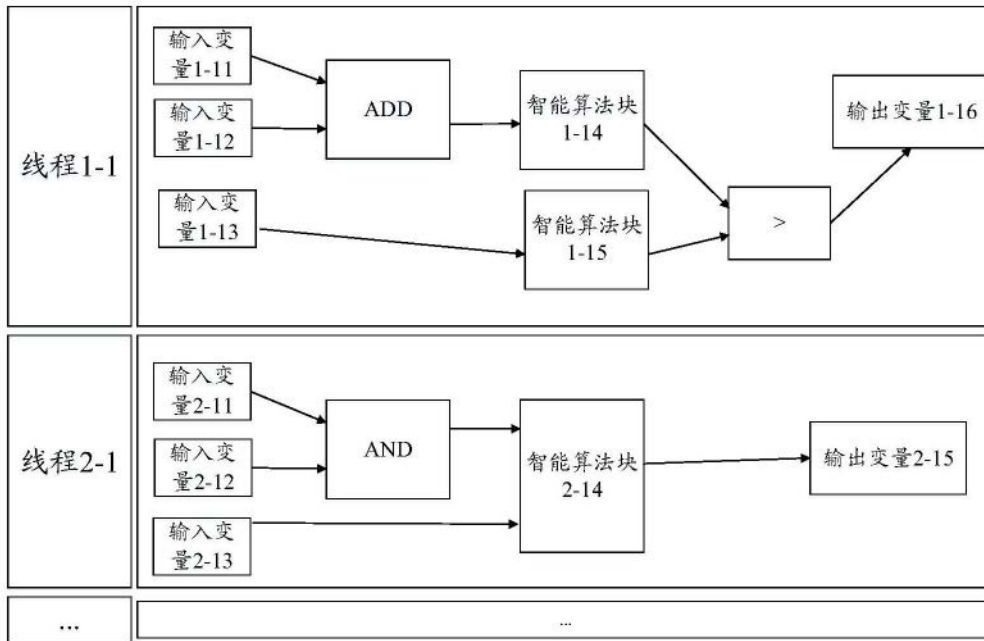 线程1-1
输入变
量1-11
输入变
量1-12
输入变
量1-13
ADD
智能算法块
1-14
智能算法块
1-15
>
输出变量1-16
线程2-1
输入变
量2-11
输入变
量2-12
输入变
量2-13
AND
智能算法块
2-14
输出变量2-15
...
...